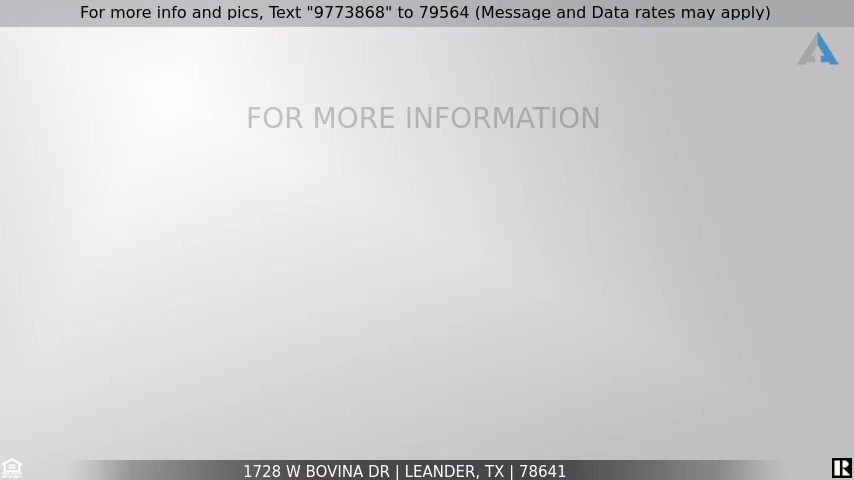 For more info and pics, Text "9773868" to 79564 (Message and Data rates may apply)
FOR MORE INFORMATION
1728 W BOVINA DR | LEANDER, TX | 78641